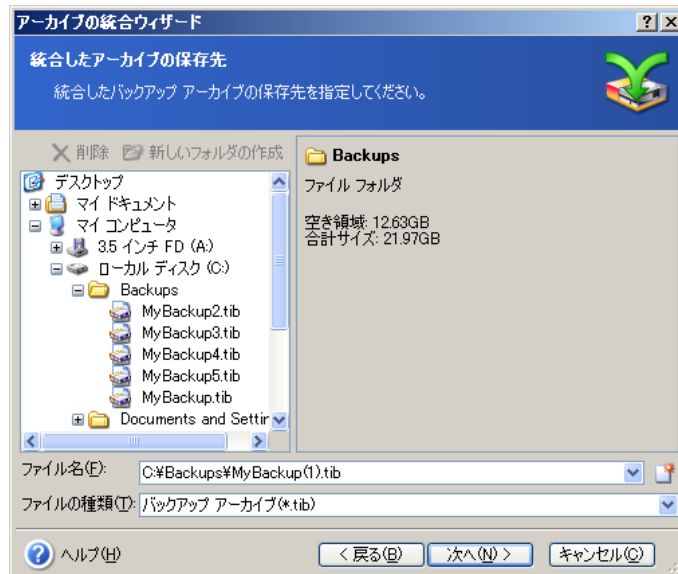 アーカイブの統合ウィザード
統合したアーカイブの保存先
統合したバックアップ アーカイブの保存先を指定してください。
削除 新しいフォルダの作成
デスクトップ
マイ ドキュメント
マイ コンピュータ
3.5 インチ FD (A:)
ローカル ディスク (C:)
Backups
MyBackup2.tib
MyBackup3.tib
MyBackup4.tib
MyBackup5.tib
MyBackup.tib
Documents and Settin
Backups
ファイル フォルダ
空き領域: 12.63GB
合計サイズ: 21.97GB
ファイル名(F): C:¥Backups¥MyBackup(1).tib
ファイルの種類(T): バックアップ アーカイブ(*.tib)
ヘルプ(H) < 戻る(B) 次へ(N) > キャンセル(C)